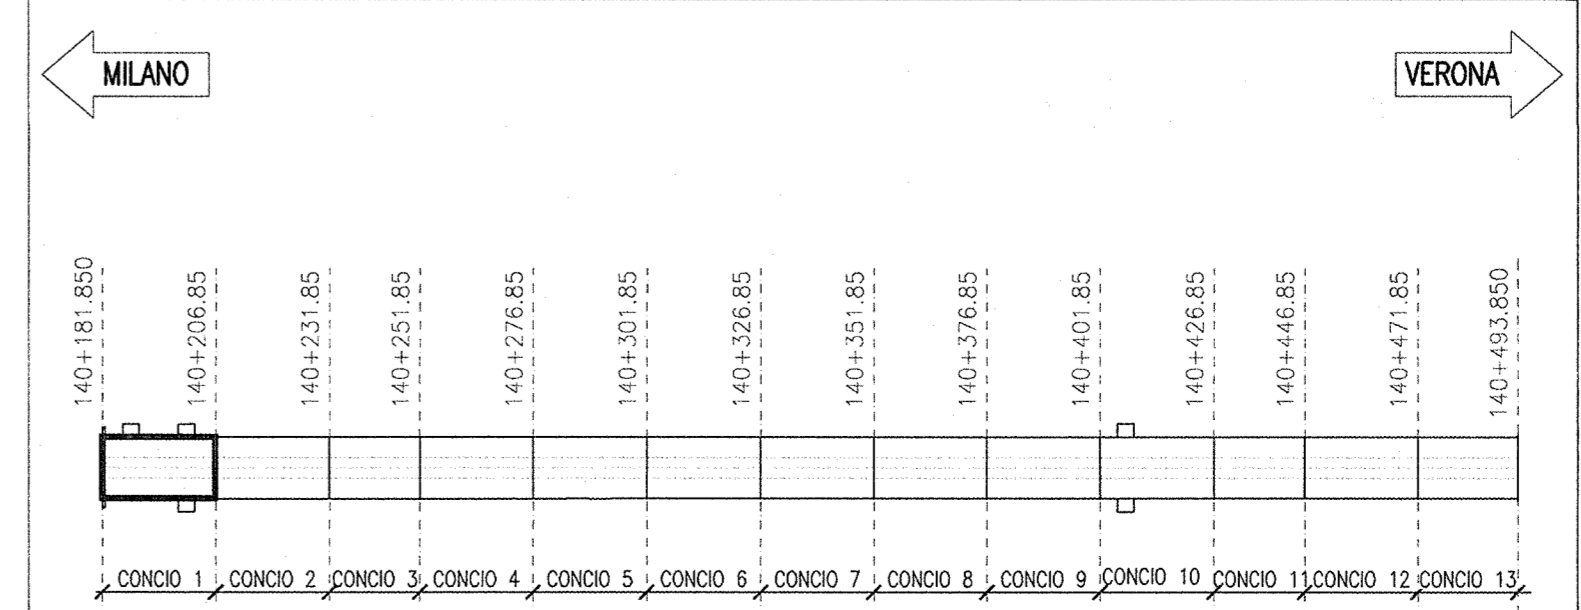 MILANO
VERONA
140+181.850
140+206.85
140+231.85
140+251.85
140+276.85
140+301.85
140+326.85
140+351.85
140+376.85
140+401.85
140+426.85
140+446.85
140+471.85
140+493.850
CONCIO 1
CONCIO 2
CONCIO 3
CONCIO 4
CONCIO 5
CONCIO 6
CONCIO 7
CONCIO 8
CONCIO 9
CONCIO 10
CONCIO 11
CONCIO 12
CONCIO 13